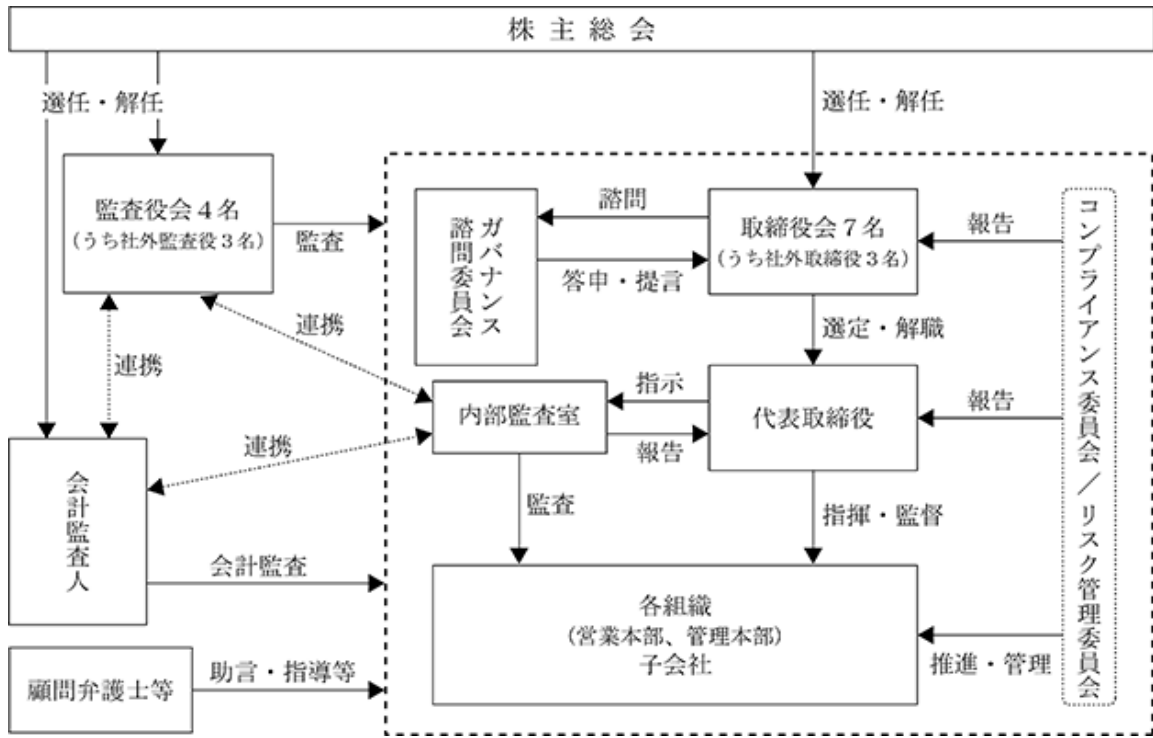 株主総会
選任・解任
選任・解任
監査役会4名
(うち社外監査役3名)
監査
ガバナンス
諮問委員会
諮問
答申・提言
取締役会7名
(うち社外取締役3名)
報告
コンプライアンス委員会/リスク管理委員会
連携
連携
選定・解職
内部監査室
指示
報告
代表取締役
報告
連携
会計監査人
監査
指揮・監督
会計監査
各組織
(営業本部、管理本部)
子会社
推進・管理
顧問弁護士等
助言・指導等